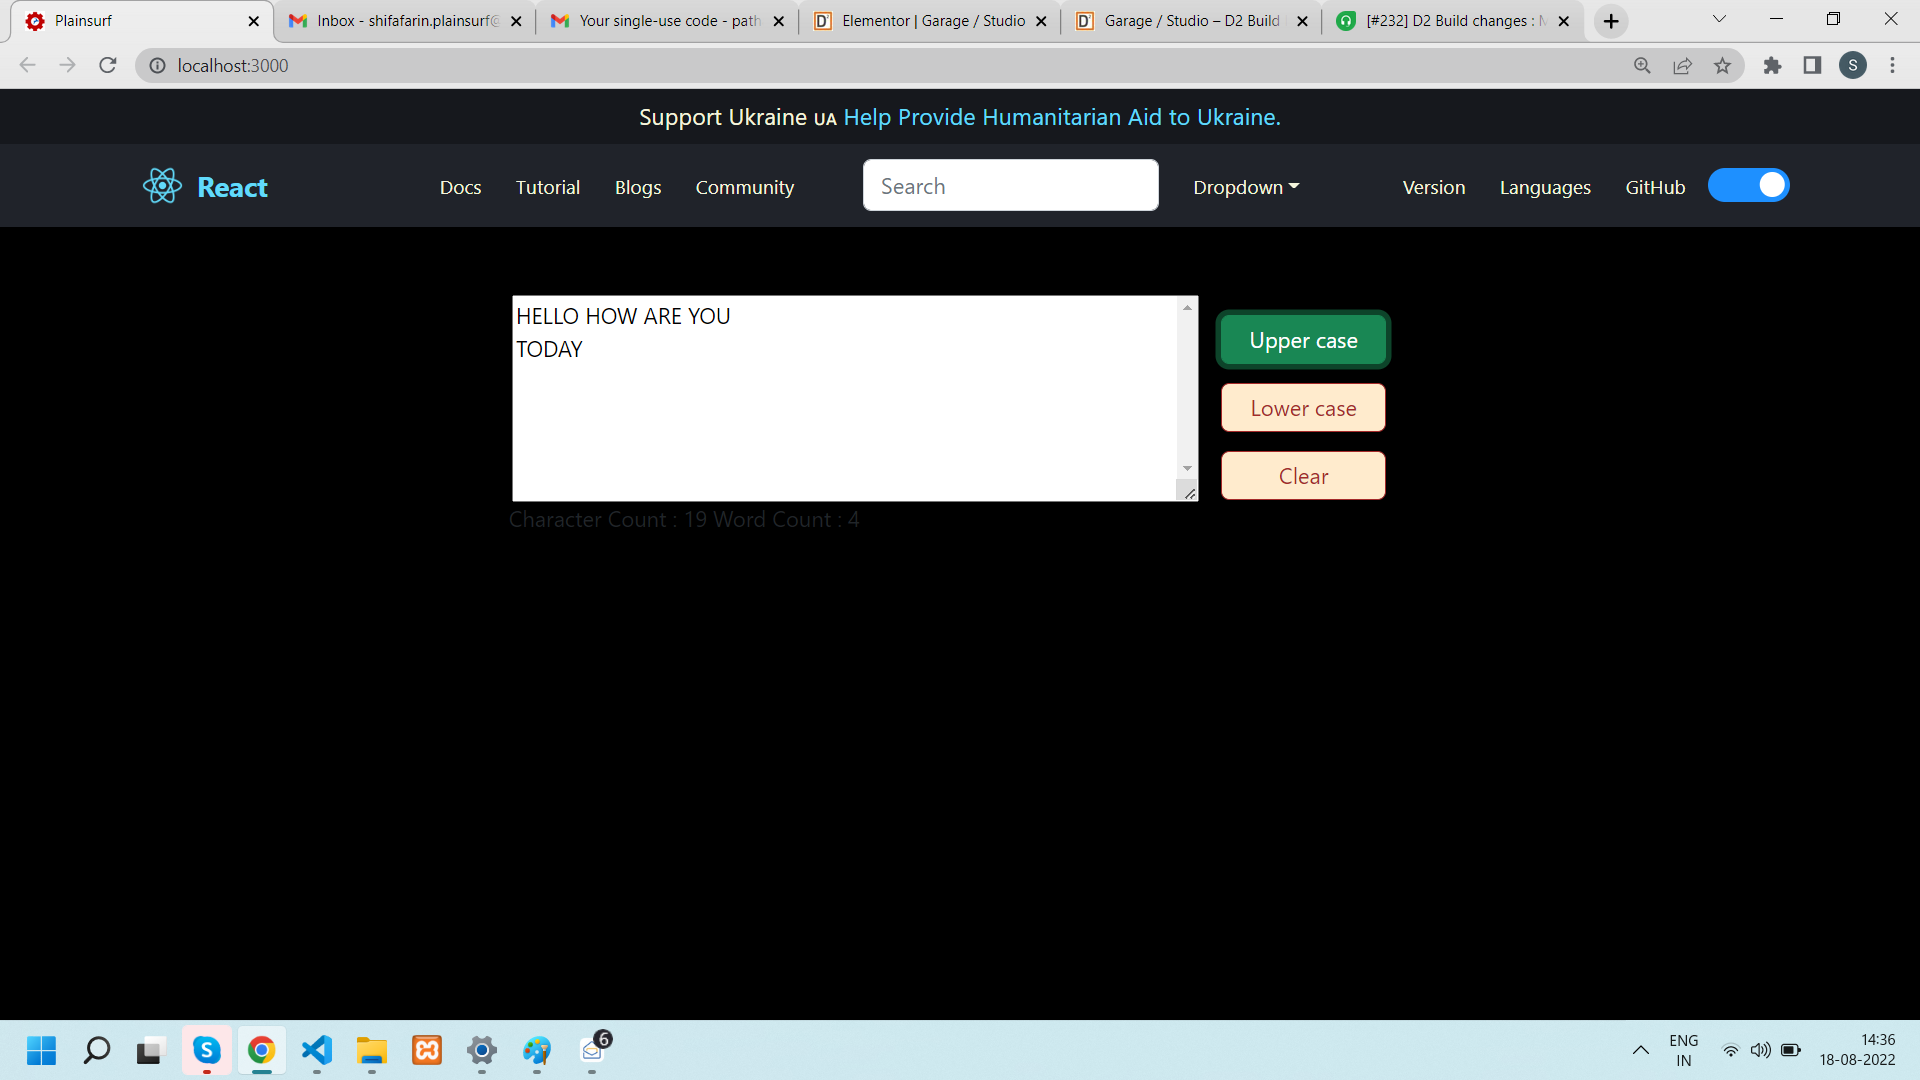 Plainsurf
Inbox - shifafarin.plainsurf@
Your single-use code - path
Elementor | Garage / Studio
Garage / Studio – D2 Build
[#232] D2 Build changes :
localhost:3000
S
Support Ukraine UA Help Provide Humanitarian Aid to Ukraine.
React
Docs
Tutorial
Blogs
Community
Search
Dropdown
Version
Languages
GitHub
HELLO HOW ARE YOU
TODAY
Upper case
Lower case
Clear
Character Count : 19 Word Count : 4
6
ENG
IN
14:36
18-08-2022